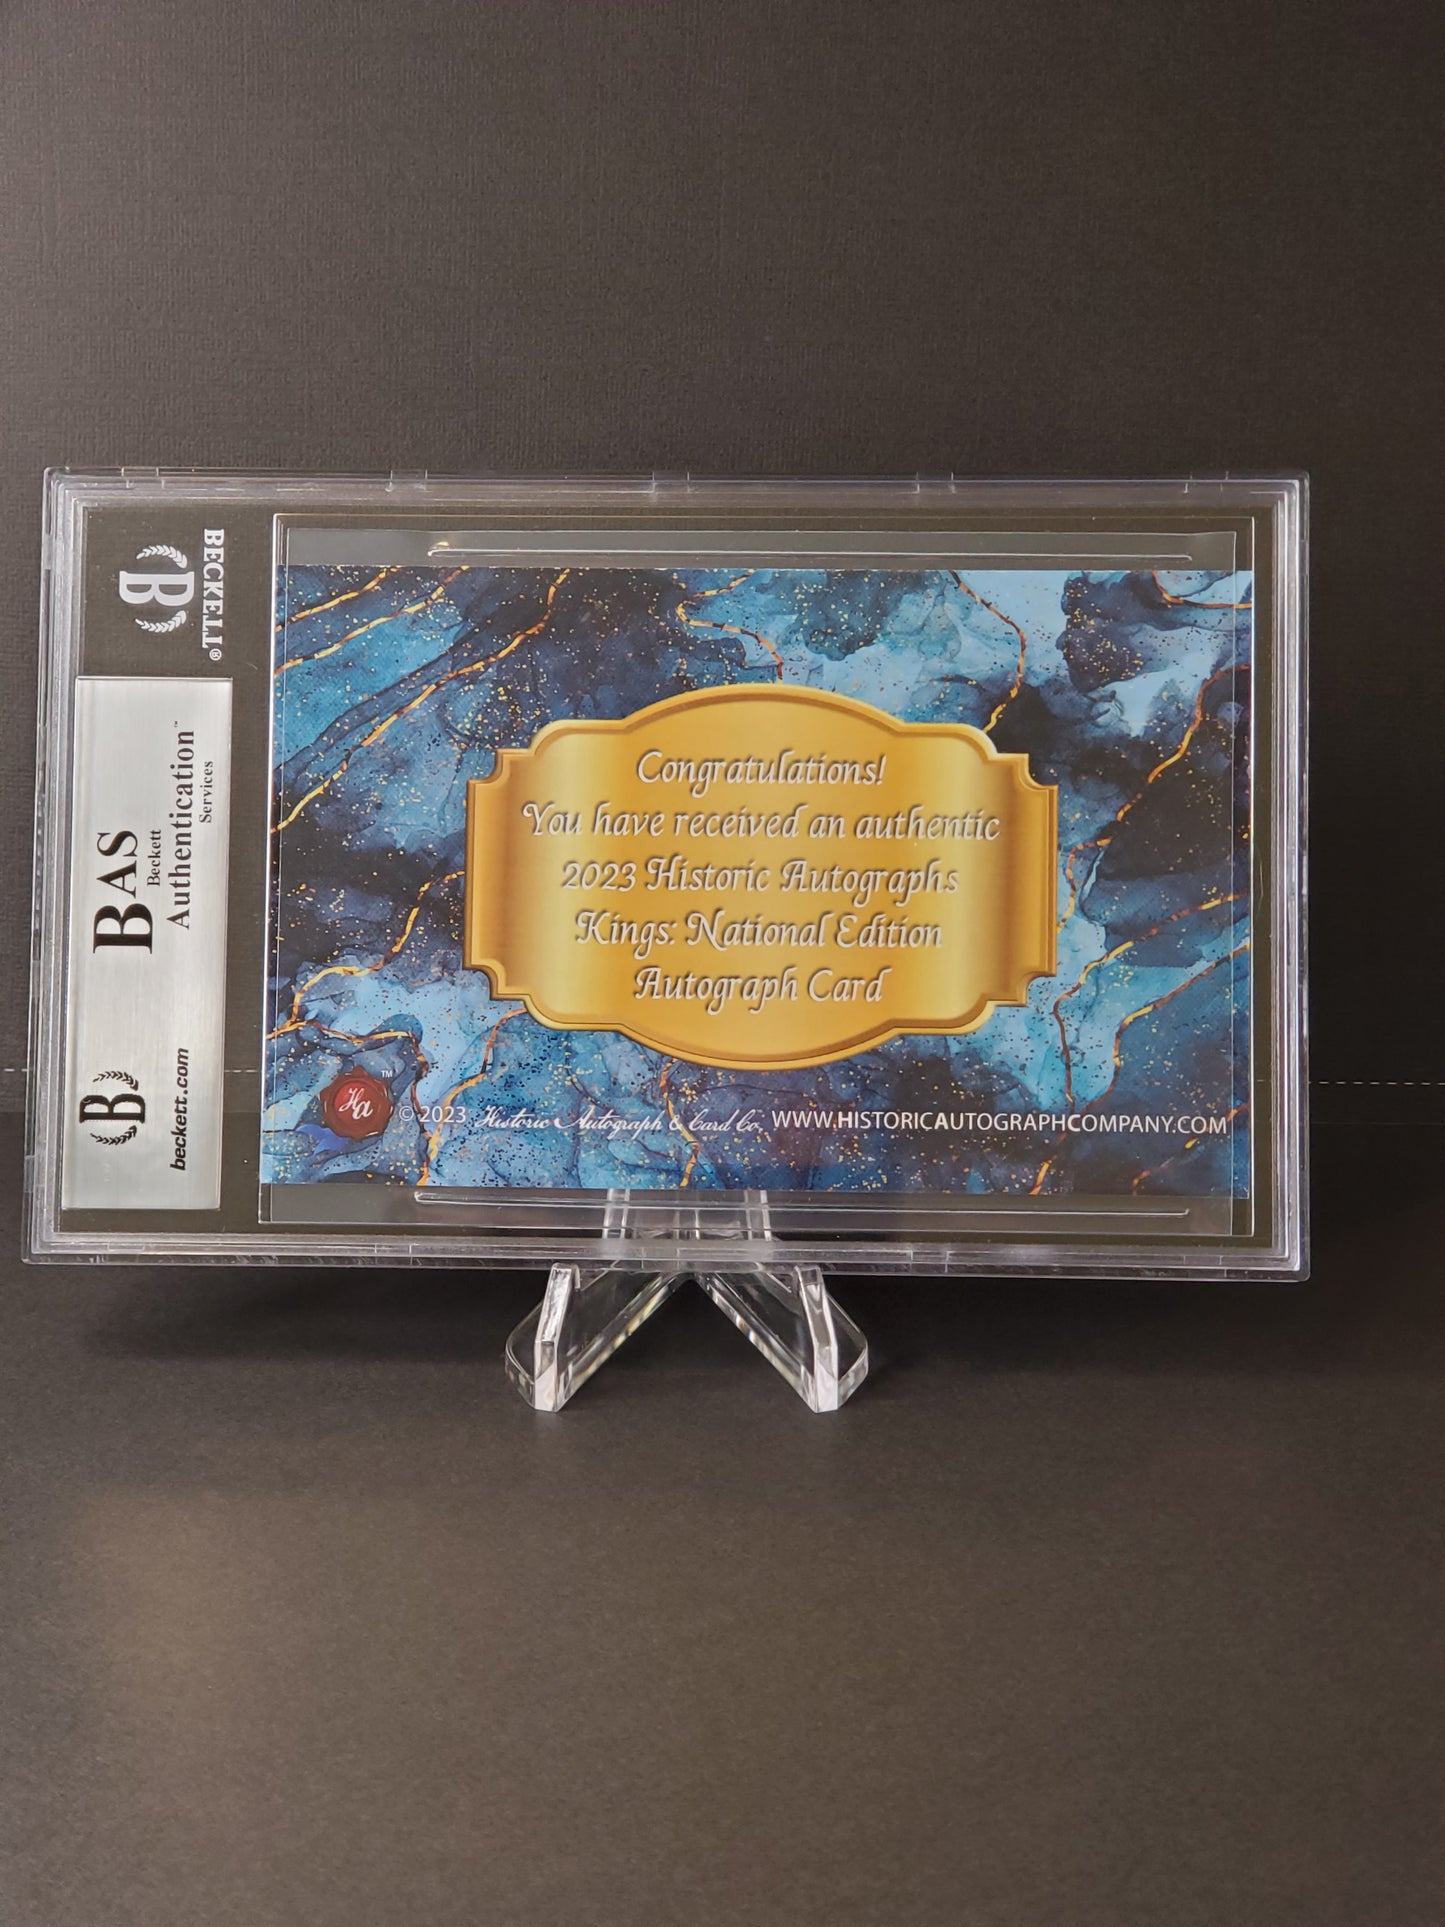 BECKETT®
B
BAS
Beckett
Authentication™
Services
B
beckett.com
Congratulations!
You have received an authentic
2023 Historic Autographs
Kings: National Edition
Autograph Card
Ha™
© 2023 Historic Autograph & Card Co. WWW.HISTORICAUTOGRAPHCOMPANY.COM